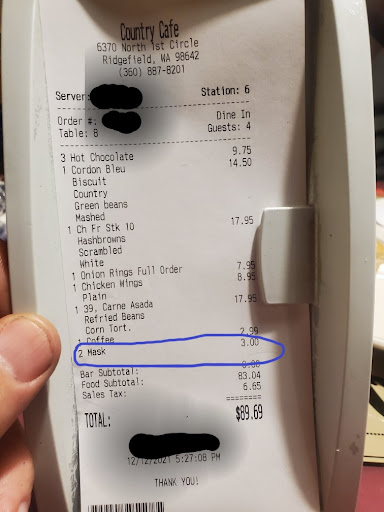 Country Cafe
6370 North 1st Circle
Ridgefield, WA 98642
(360) 887-8201
Server: Station: 6
Order #: Dine In
Table: 8 Guests: 4
3 Hot Chocolate 9.75
1 Cordon Bleu 14.50
Biscuit
Country
Green beans
Mashed
1 Ch Fr Stk 10 17.95
Hashbrowns
Scrambled
White
1 Onion Rings Full Order 7.95
1 Chicken Wings 8.95
Plain
1 39, Carne Asada 17.95
Refried Beans
Corn Tort.
1 Coffee 2.99
2 Mask 3.00
Bar Subtotal: 0.00
Food Subtotal: 83.04
Sales Tax: 6.65
========
TOTAL: $89.69
12/12/2021 5:27:08 PM
THANK YOU!